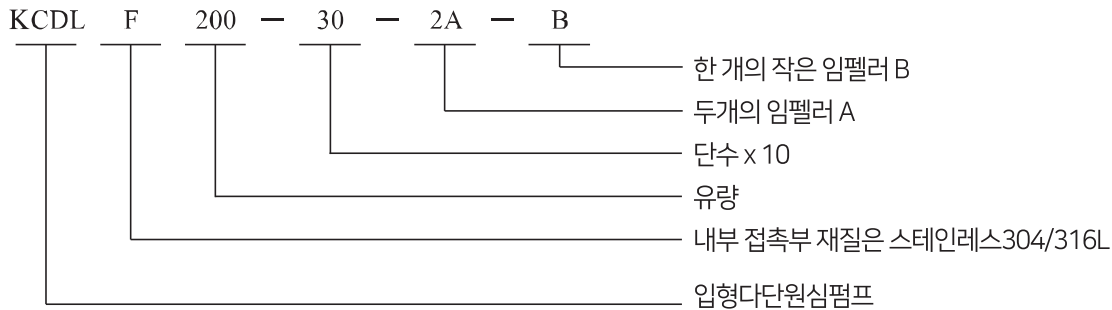 KCDL F 200 - 30 - 2A - B
한 개의 작은 임펠러 B
두개의 임펠러 A
단수 x 10
유량
내부 접촉부 재질은 스테인레스304/316L
입형다단원심펌프